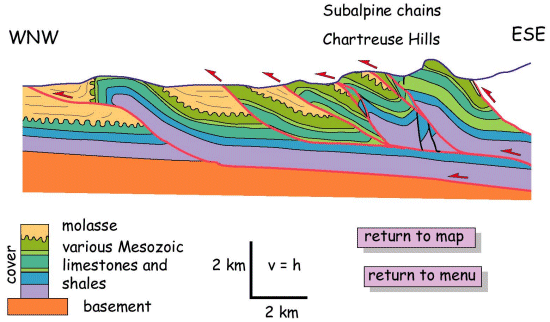 Subalpine chains
WNW
Chartreuse Hills
ESE
molasse
various Mesozoic
limestones and
shales
cover
basement
2 km
v = h
2 km
return to map
return to menu